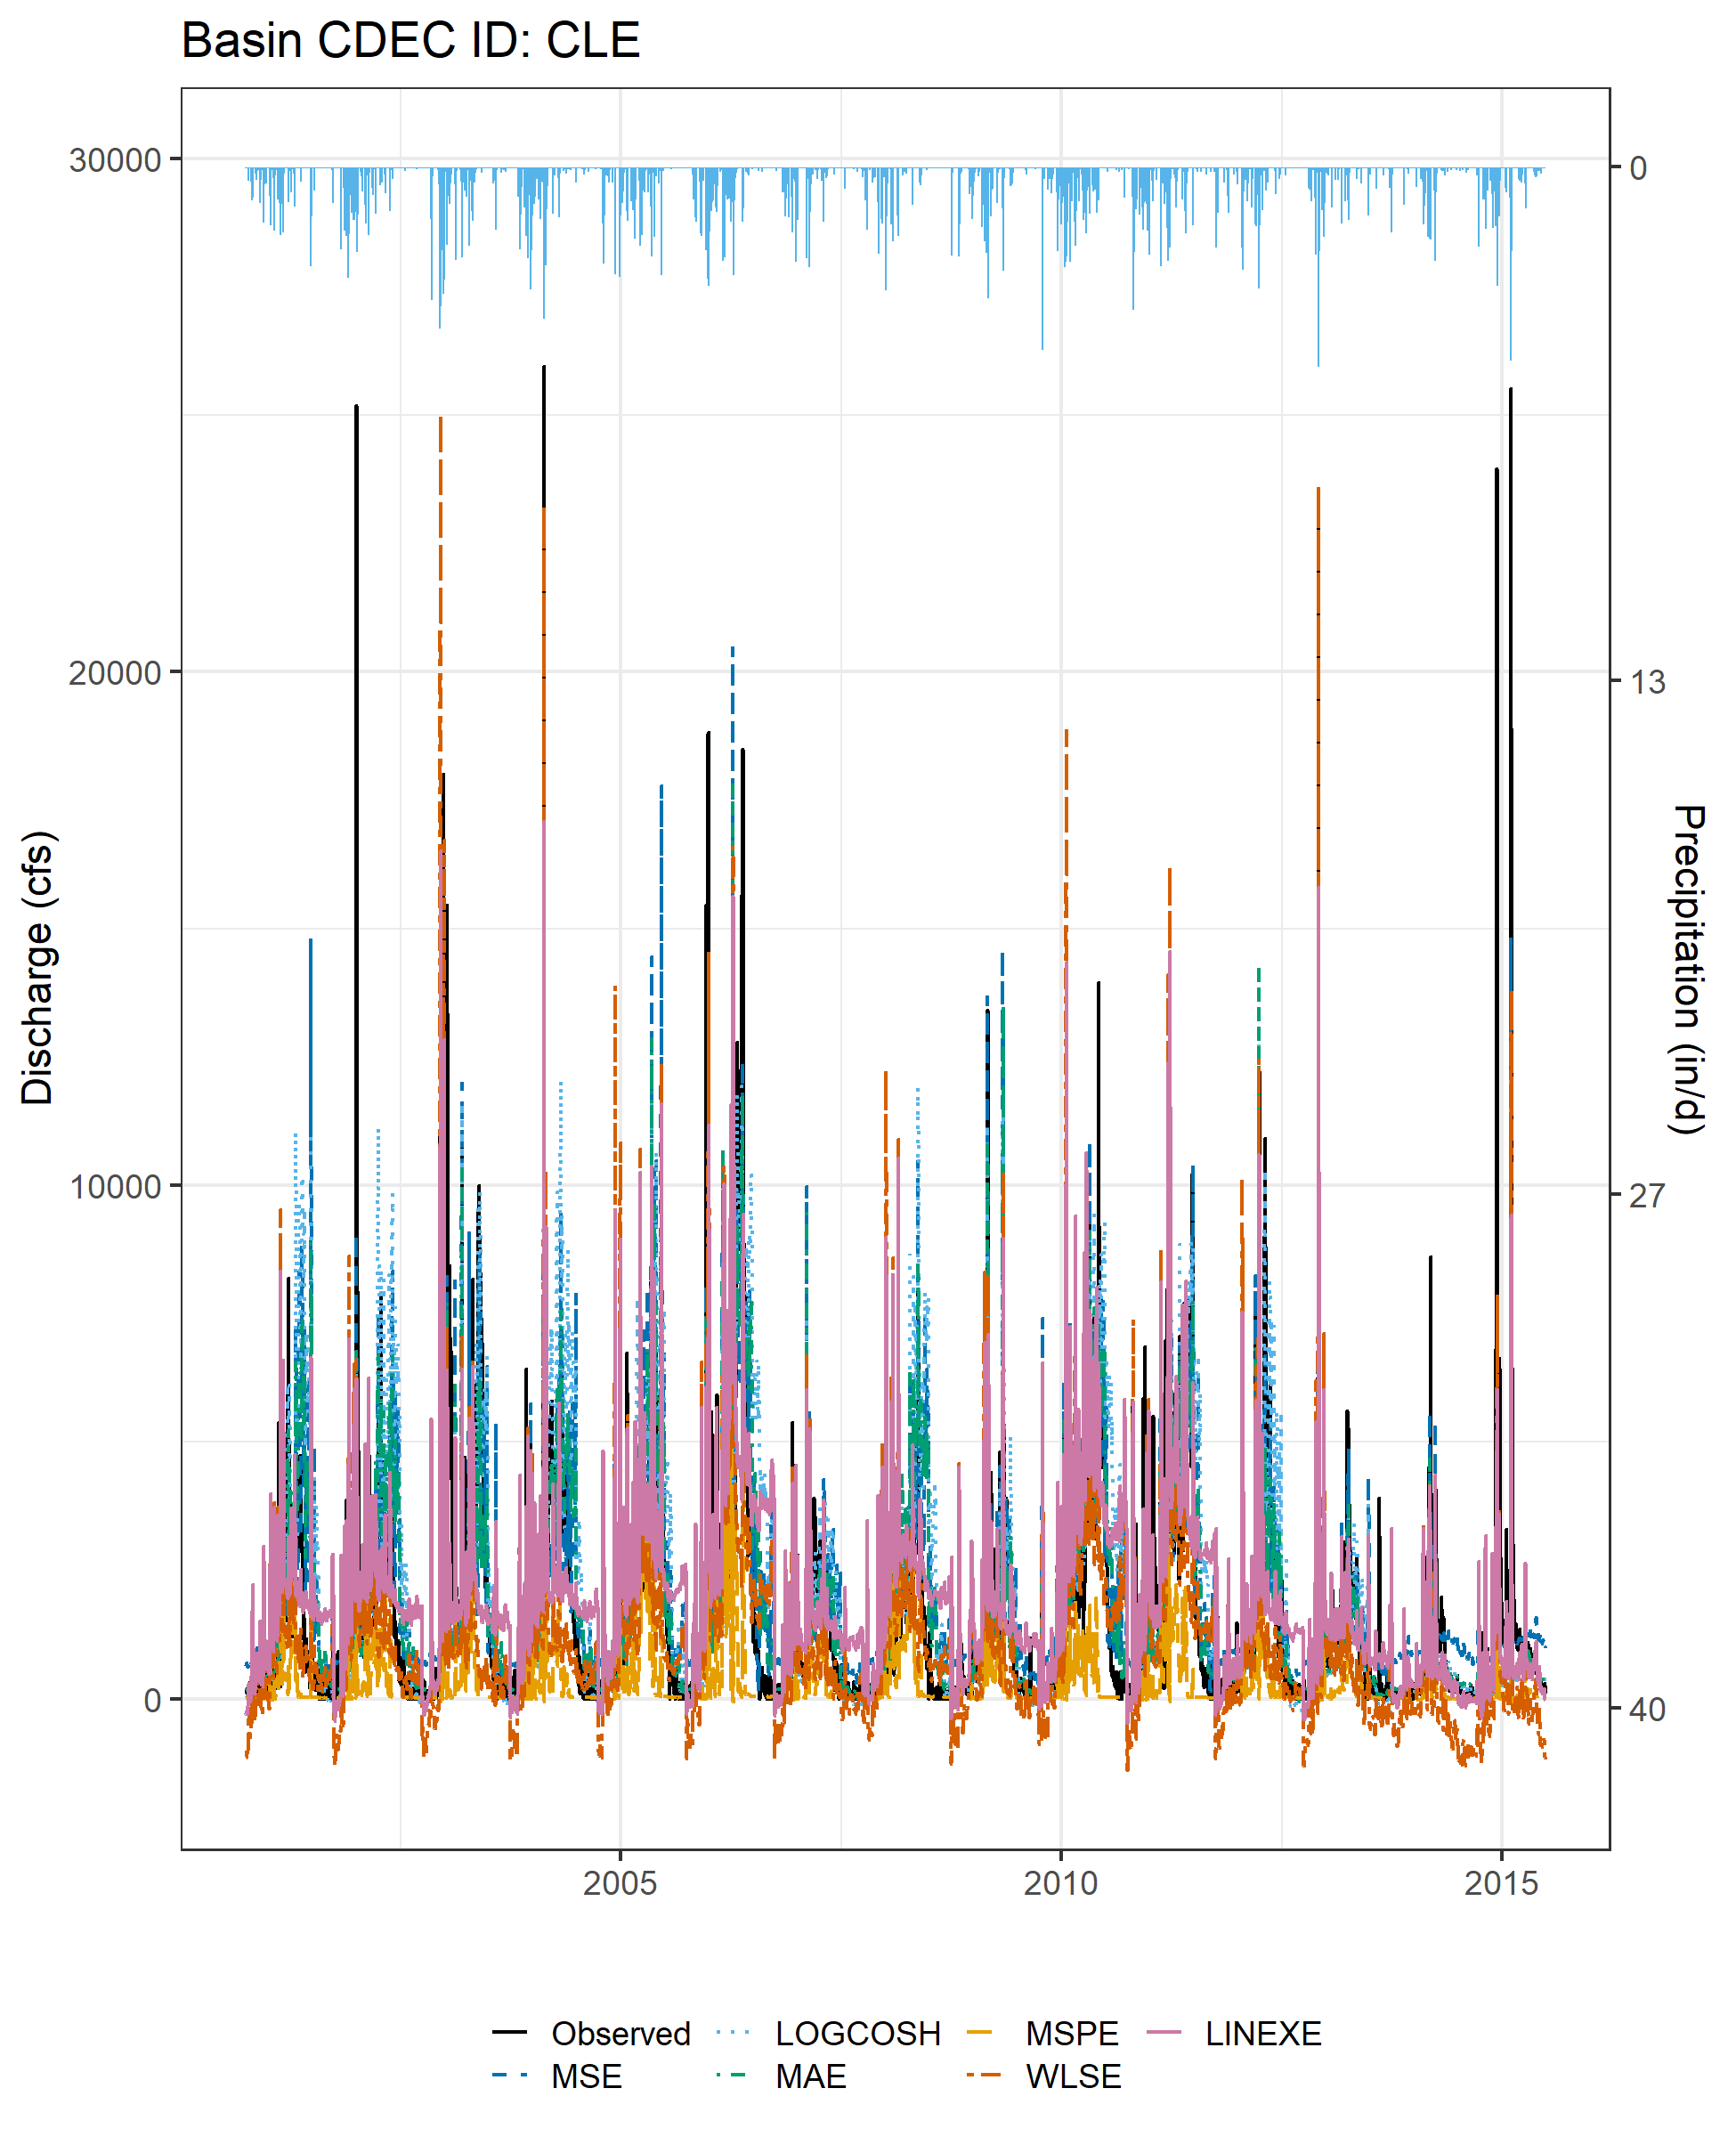 Basin CDEC ID: CLE
30000
20000
10000
0
Discharge (cfs)
0
13
27
40
Precipitation (in/d)
2005
2010
2015
Observed
LOGCOSH
MSPE
LINEXE
MSE
MAE
WLSE